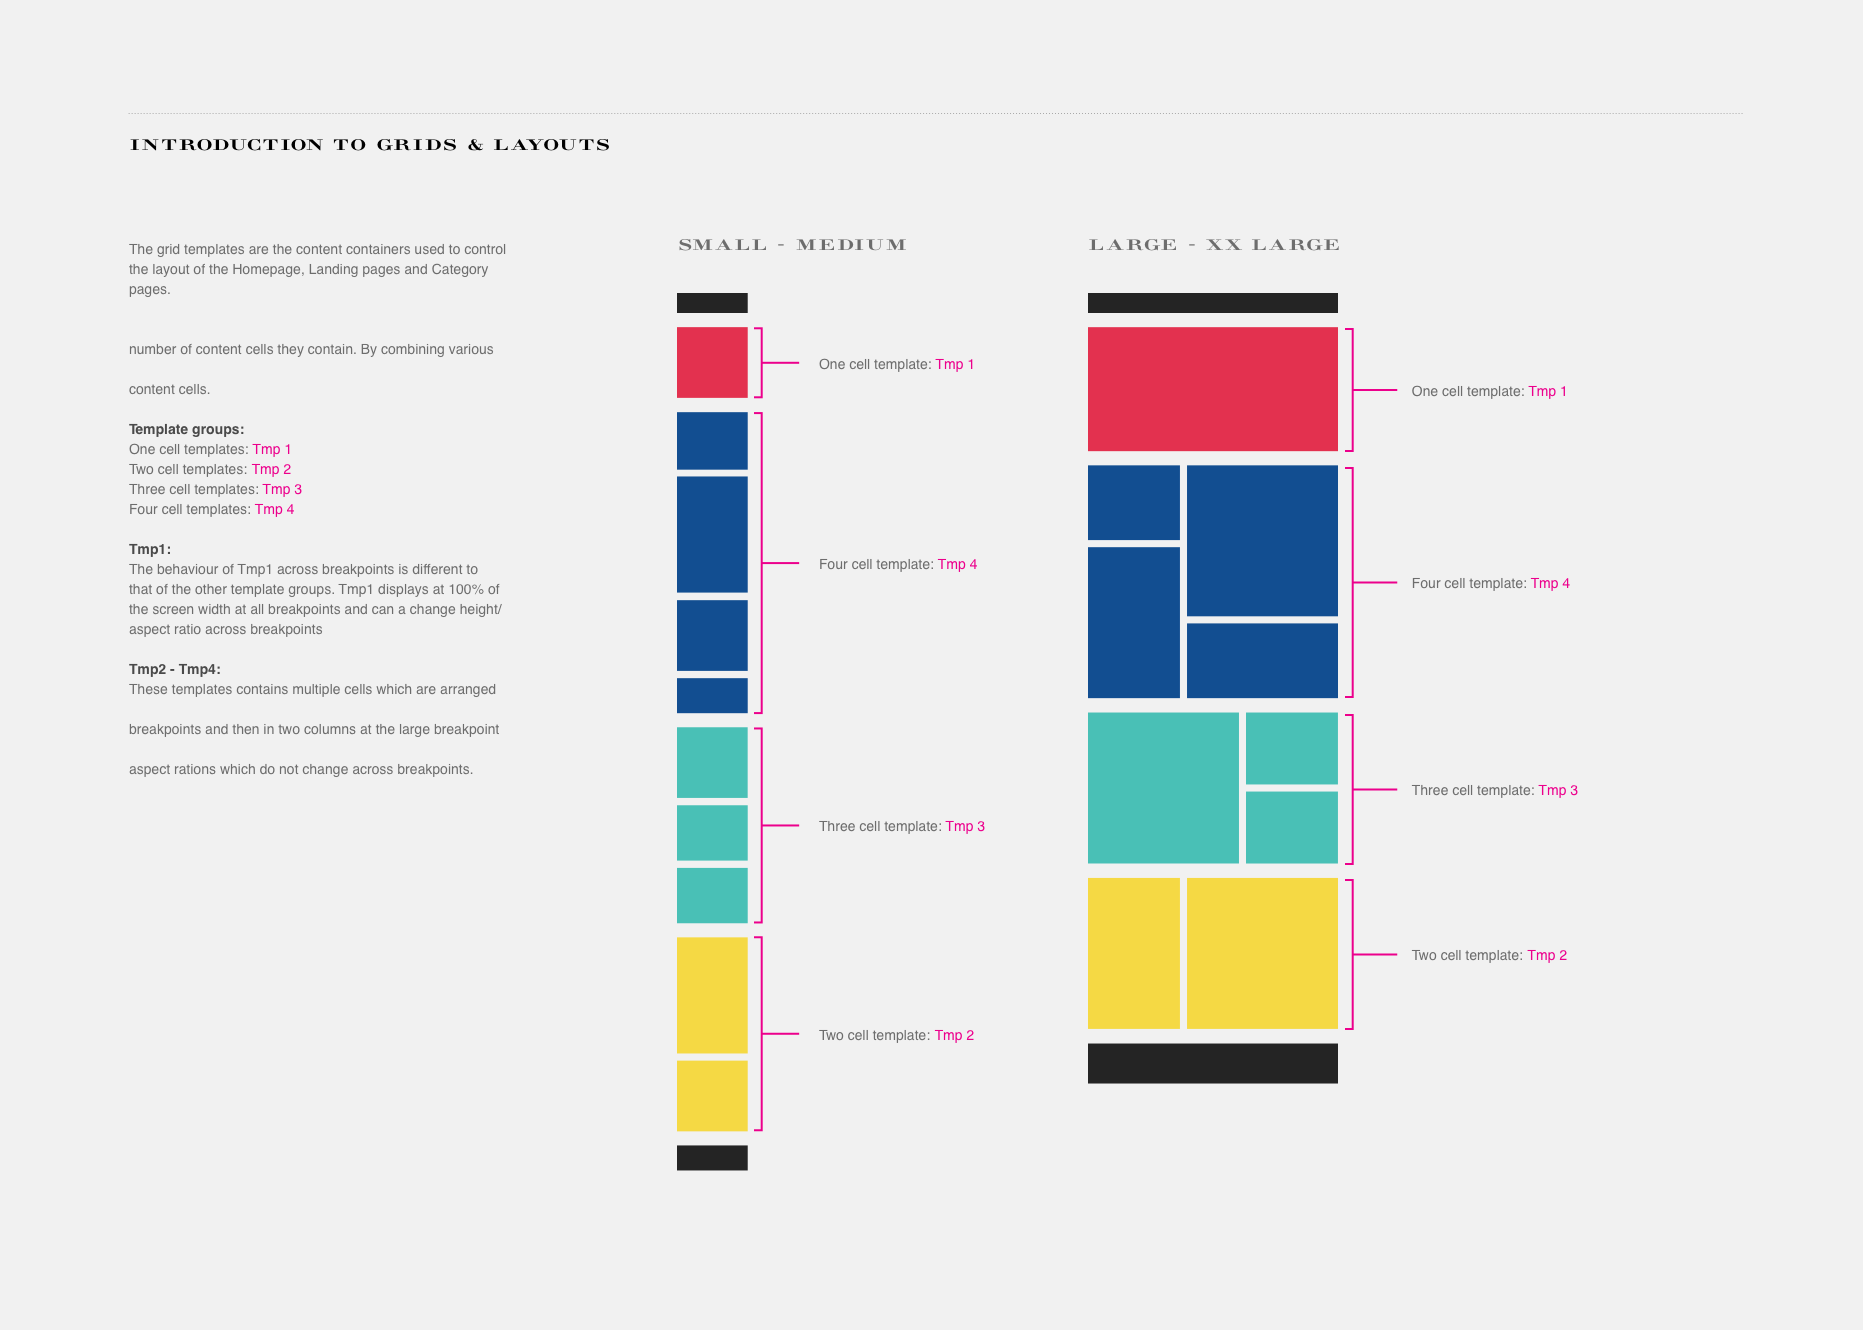 INTRODUCTION TO GRIDS & LAYOUTS
The grid templates are the content containers used to control
the layout of the Homepage, Landing pages and Category
pages.
number of content cells they contain. By combining various
content cells.
Template groups:
One cell templates: Tmp 1
Two cell templates: Tmp 2
Three cell templates: Tmp 3
Four cell templates: Tmp 4
Tmp1:
The behaviour of Tmp1 across breakpoints is different to
that of the other template groups. Tmp1 displays at 100% of
the screen width at all breakpoints and can a change height/
aspect ratio across breakpoints
Tmp2 - Tmp4:
These templates contains multiple cells which are arranged
breakpoints and then in two columns at the large breakpoint
aspect rations which do not change across breakpoints.
SMALL - MEDIUM
One cell template: Tmp 1
Four cell template: Tmp 4
Three cell template: Tmp 3
Two cell template: Tmp 2
LARGE - XX LARGE
One cell template: Tmp 1
Four cell template: Tmp 4
Three cell template: Tmp 3
Two cell template: Tmp 2